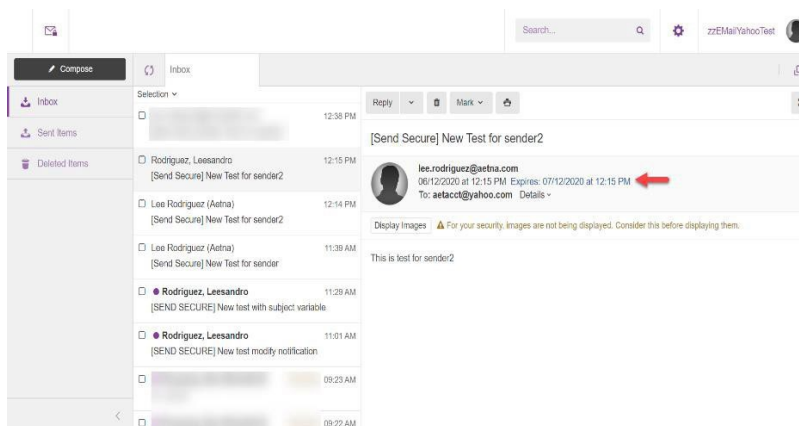 Search...
zzEMailYahooTest
Compose
Inbox
Inbox
Sent Items
Deleted Items
Selection
12:38 PM
Rodriguez, Leesandro 12:15 PM
[Send Secure] New Test for sender2
Lee Rodriguez (Aetna) 12:14 PM
[Send Secure] New Test for sender2
Lee Rodriguez (Aetna) 11:39 AM
[Send Secure] New Test for sender
Rodriguez, Leesandro 11:29 AM
[SEND SECURE] New test with subject variable
Rodriguez, Leesandro 11:01 AM
[SEND SECURE] New test modify notification
09:23 AM
09:22 AM
Reply Mark
[Send Secure] New Test for sender2
lee.rodriguez@aetna.com
06/12/2020 at 12:15 PM Expires: 07/12/2020 at 12:15 PM
To: aetacct@yahoo.com Details
Display Images For your security, images are not being displayed. Consider this before displaying them.
This is test for sender2